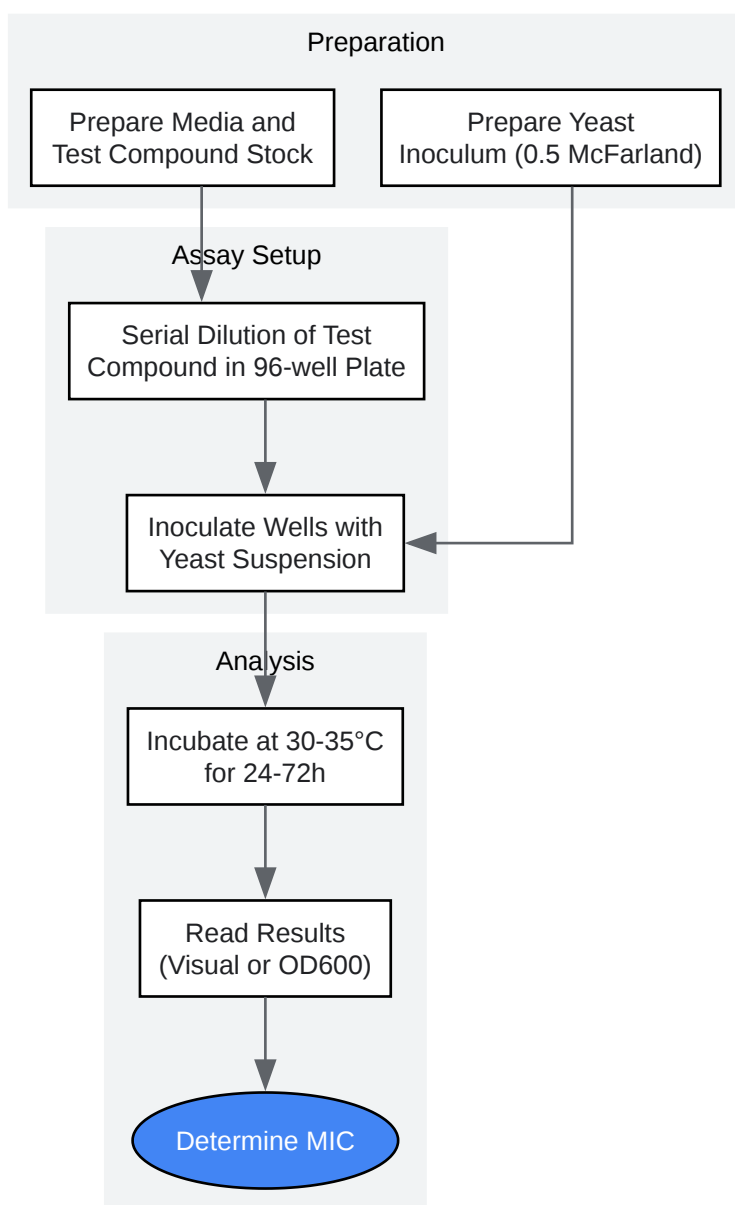 Preparation
Prepare Media and
Test Compound Stock
Prepare Yeast
Inoculum (0.5 McFarland)
Assay Setup
Serial Dilution of Test
Compound in 96-well Plate
Inoculate Wells with
Yeast Suspension
Analysis
Incubate at 30-35°C
for 24-72h
Read Results
(Visual or OD600)
Determine MIC